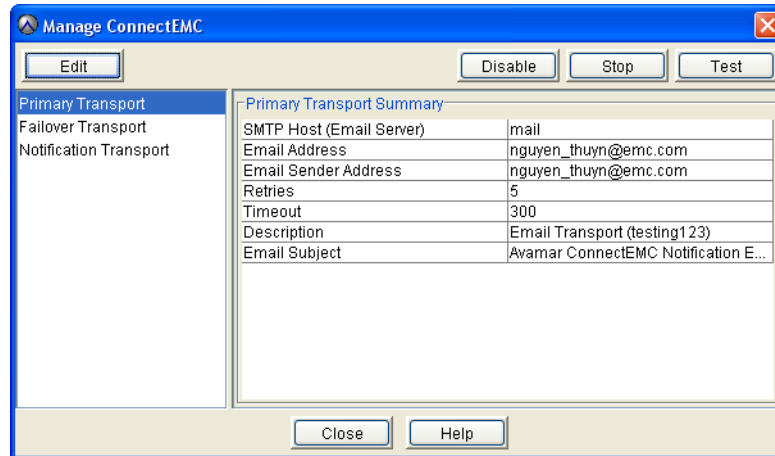 Manage ConnectEMC
Edit Disable Stop Test
Primary Transport
Failover Transport
Notification Transport
Primary Transport Summary
SMTP Host (Email Server) mail
Email Address nguyen_thuyn@emc.com
Email Sender Address nguyen_thuyn@emc.com
Retries 5
Timeout 300
Description Email Transport (testing123)
Email Subject Avamar ConnectEMC Notification E...
Close Help